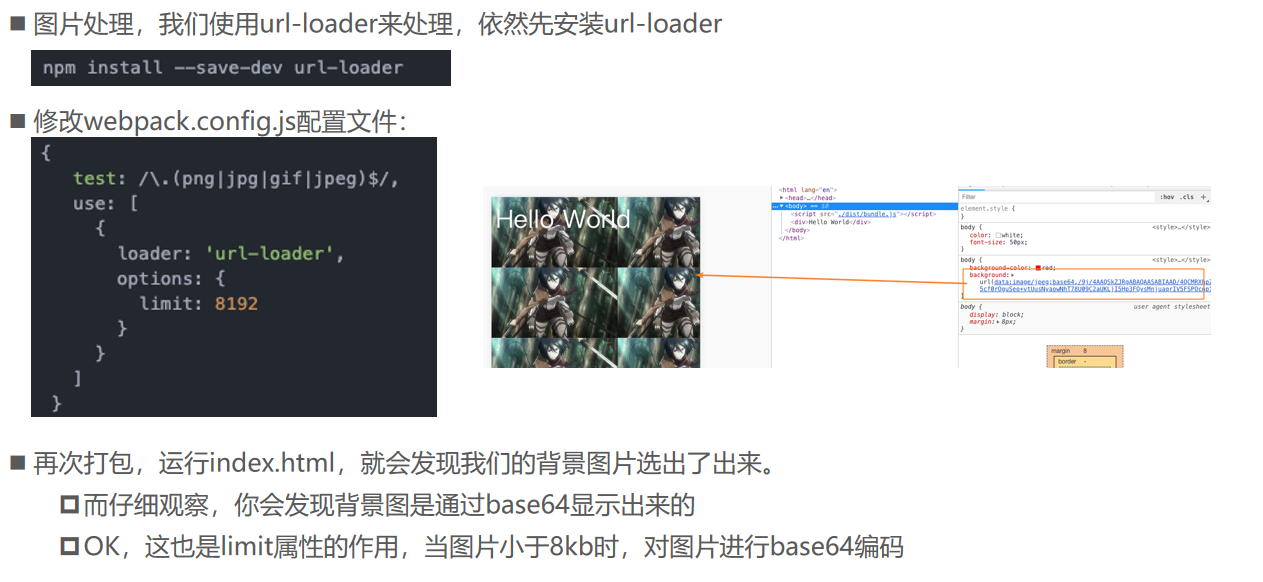 图片处理，我们使用url-loader来处理，依然先安装url-loader
npm install --save-dev url-loader
修改webpack.config.js配置文件：
{
test: /\.(png|jpg|gif|jpeg)$/,
use: [
{
loader: 'url-loader',
options: {
limit: 8192
}
}
]
}
Hello World
<html lang="en">
<head>…</head>
<body> == $0
<script src="./dist/bundle.js"></script>
<div>Hello World</div>
</body>
</html>
Filter :hov .cls +
element.style {
}
body { <style>…</style>
color: white;
font-size: 50px;
}
body { <style>…</style>
background-color: red;
background:
url(data:image/jpeg;base64,/9j/4AAQSkZJRgABAQAASABIAAD/
}
body { user agent stylesheet
display: block;
margin: 8px;
}
margin 8
border -
再次打包，运行index.html，就会发现我们的背景图片选出了出来。
而仔细观察，你会发现背景图是通过base64显示出来的
OK，这也是limit属性的作用，当图片小于8kb时，对图片进行base64编码